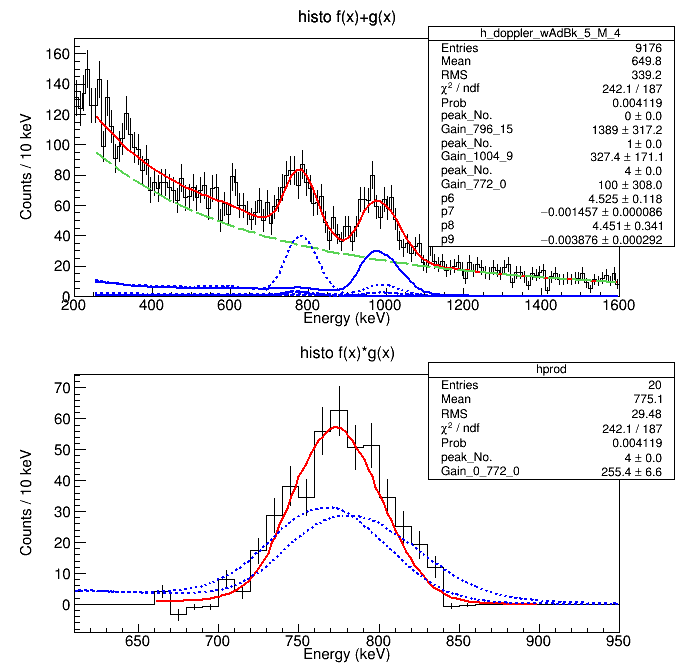 histo f(x)+g(x)
h_doppler_wAdBk_5_M_4
Entries 9176
Mean 649.8
RMS 339.2
χ² / ndf 242.1 / 187
Prob 0.004119
peak_No. 0 ± 0.0
Gain_796_15 1389 ± 317.2
peak_No. 1 ± 0.0
Gain_1004_9 327.4 ± 171.1
peak_No. 4 ± 0.0
Gain_772_0 100 ± 308.0
p6 4.525 ± 0.118
p7 −0.001457 ± 0.000086
p8 4.451 ± 0.341
p9 −0.003876 ± 0.000292
Counts / 10 keV
160
140
120
100
80
60
40
20
0
200 400 600 800 1000 1200 1400 1600
Energy (keV)
histo f(x)*g(x)
hprod
Entries 20
Mean 775.1
RMS 29.48
χ² / ndf 242.1 / 187
Prob 0.004119
peak_No. 4 ± 0.0
Gain_0_772_0 255.4 ± 6.6
Counts / 10 keV
70
60
50
40
30
20
10
0
650 700 750 800 850 900 950
Energy (keV)